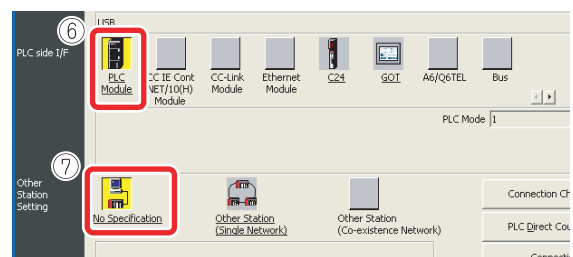 USB
⑥
PLC side I/F
PLC
Module
CC IE Cont
NET/10(H)
Module
CC-Link
Module
Ethernet
Module
C24
GOT
A6/Q6TEL
Bus
PLC Mode 1
⑦
Other
Station
Setting
No Specification
Other Station
(Single Network)
Other Station
(Co-existence Network)
Connection Ch
PLC Direct Cou
Connecti